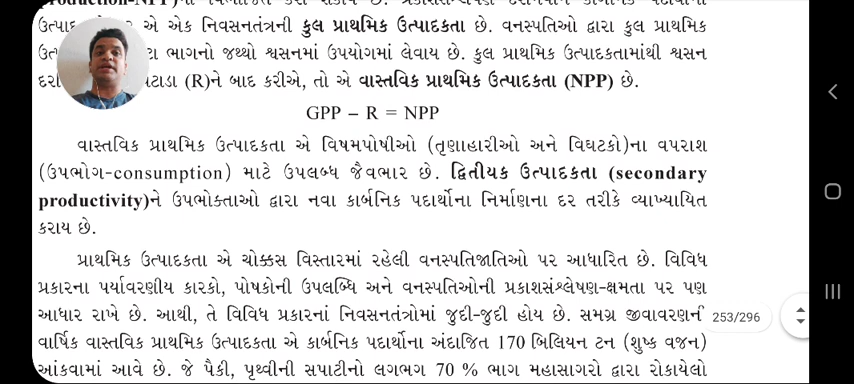 production-NPP)
ઉત્પાદ એ એક નિવસનતંત્રની કુલ પ્રાથમિક ઉત્પાદકતા છે. વનસ્પતિઓ દ્વારા કુલ પ્રાથમિક
ભાગનો જથ્થો શ્વસનમાં ઉપયોગમાં લેવાય છે. કુલ પ્રાથમિક ઉત્પાદકતામાંથી શ્વસન
ઘટાડા (R)ને બાદ કરીએ, તો એ વાસ્તવિક પ્રાથમિક ઉત્પાદકતા (NPP) છે.
GPP – R = NPP
વાસ્તવિક પ્રાથમિક ઉત્પાદકતા એ વિષમપોષીઓ (તૃણાહારીઓ અને વિઘટકો)ના વપરાશ
(ઉપભોગ-consumption) માટે ઉપલબ્ધ જૈવભાર છે. દ્વિતીયક ઉત્પાદકતા (secondary
productivity)ને ઉપભોક્તાઓ દ્વારા નવા કાર્બનિક પદાર્થોના નિર્માણના દર તરીકે વ્યાખ્યાયિત
કરાય છે.
પ્રાથમિક ઉત્પાદકતા એ ચોક્કસ વિસ્તારમાં રહેલી વનસ્પતિજાતિઓ પર આધારિત છે. વિવિધ
પ્રકારના પર્યાવરણીય કારકો, પોષકોની ઉપલબ્ધિ અને વનસ્પતિઓની પ્રકાશસંશ્લેષણ-ક્ષમતા પર પણ
આધાર રાખે છે. આથી, તે વિવિધ પ્રકારનાં નિવસનતંત્રોમાં જુદી-જુદી હોય છે. સમગ્ર જીવાવરણની 253/296
વાર્ષિક વાસ્તવિક પ્રાથમિક ઉત્પાદકતા એ કાર્બનિક પદાર્થોના અંદાજિત 170 બિલિયન ટન (શુષ્ક વજન)
આંકવામાં આવે છે. જે પૈકી, પૃથ્વીની સપાટીનો લગભગ 70 % ભાગ મહાસાગરો દ્વારા રોકાયેલો